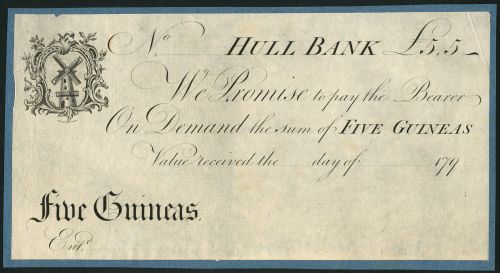 No. HULL BANK £5,5–
We Promise to pay the Bearer
On Demand the sum of FIVE GUINEAS
Value received the day of 179
Five Guineas.
Entd.